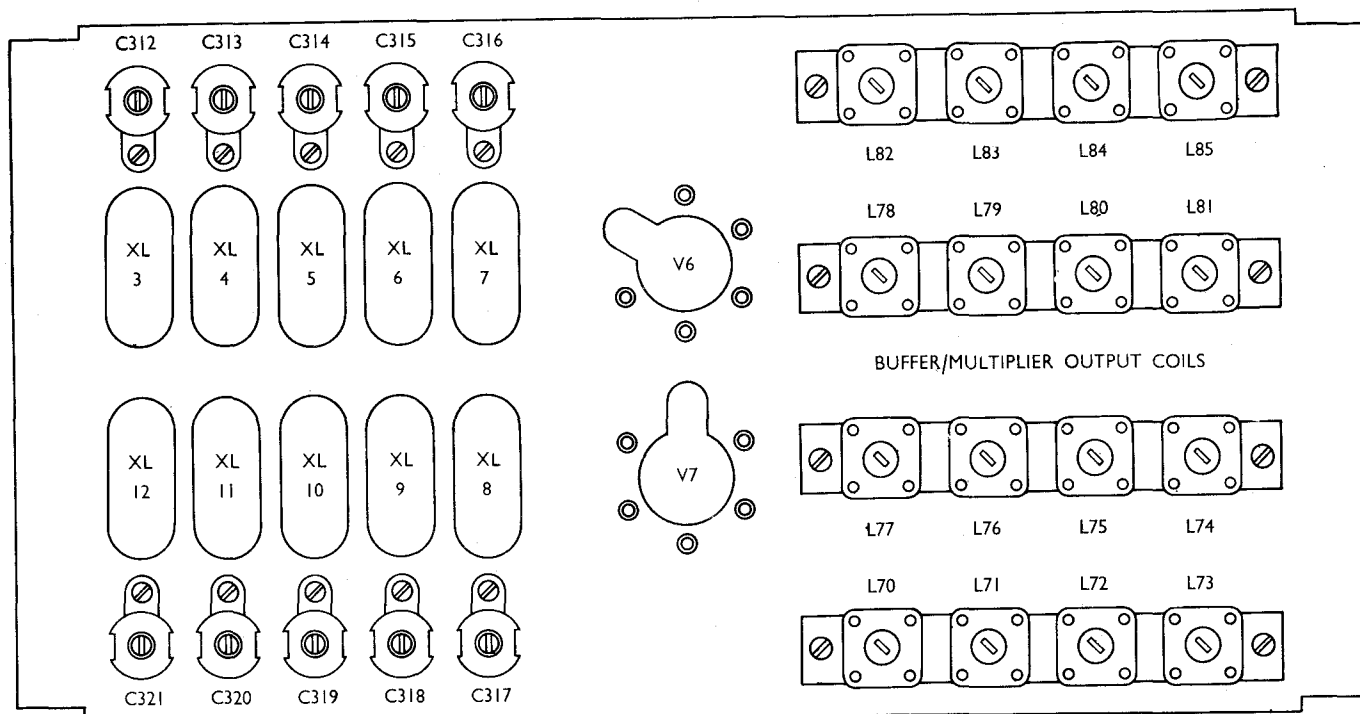 C312 C313 C314 C315 C316
L82 L83 L84 L85
XL 3
XL 4
XL 5
XL 6
XL 7
L78 L79 L80 L81
V6
BUFFER/MULTIPLIER OUTPUT COILS
XL 12
XL 11
XL 10
XL 9
XL 8
V7
L77 L76 L75 L74
L70 L71 L72 L73
C321 C320 C319 C318 C317